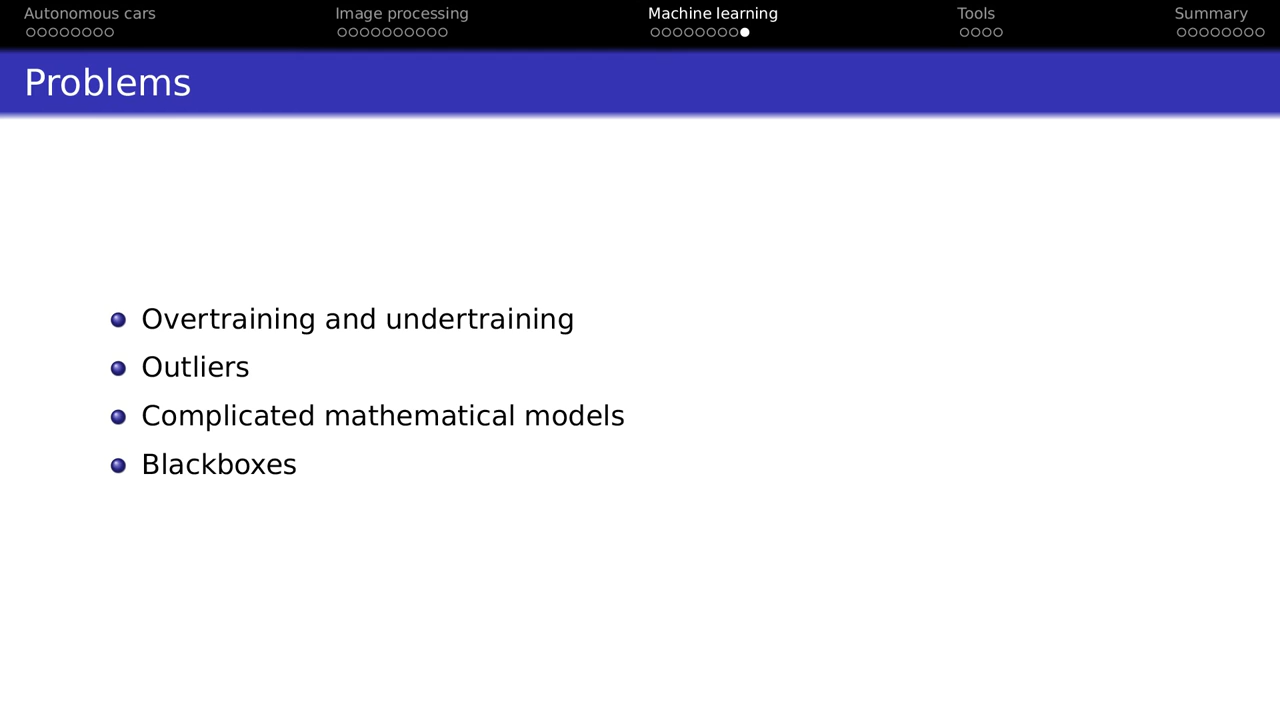 Autonomous cars Image processing Machine learning Tools Summary
Problems
Overtraining and undertraining
Outliers
Complicated mathematical models
Blackboxes